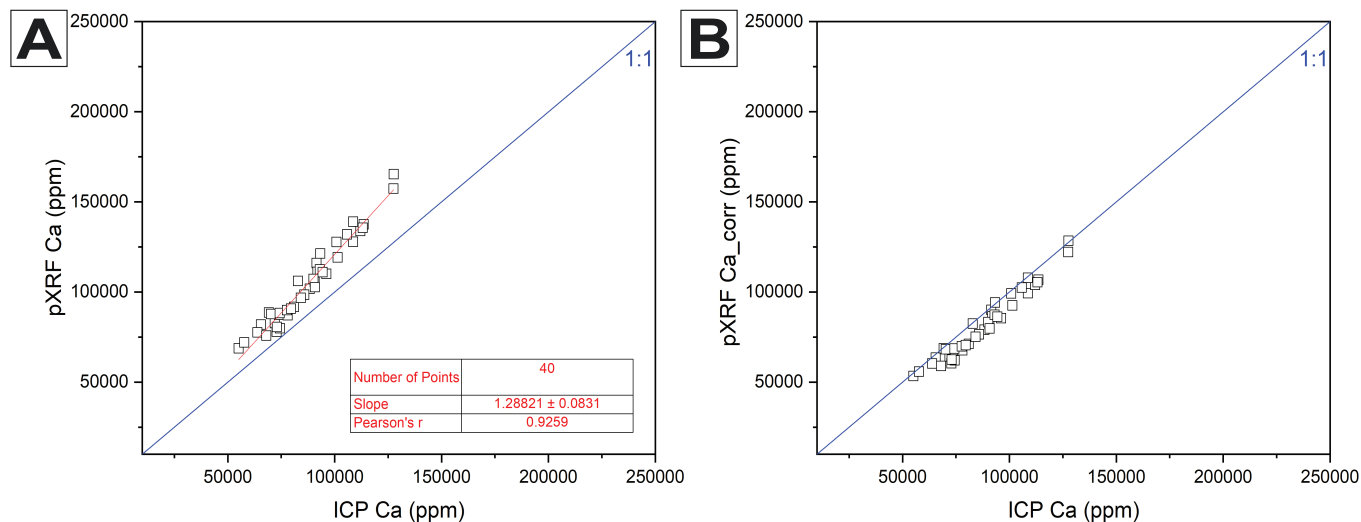 A
250000
200000
150000
100000
50000
pXRF Ca (ppm)
1:1
Number of Points 40
Slope 1.28821 ± 0.0831
Pearson's r 0.9259
50000 100000 150000 200000 250000
ICP Ca (ppm)
B
250000
200000
150000
100000
50000
pXRF Ca_corr (ppm)
1:1
50000 100000 150000 200000 250000
ICP Ca (ppm)